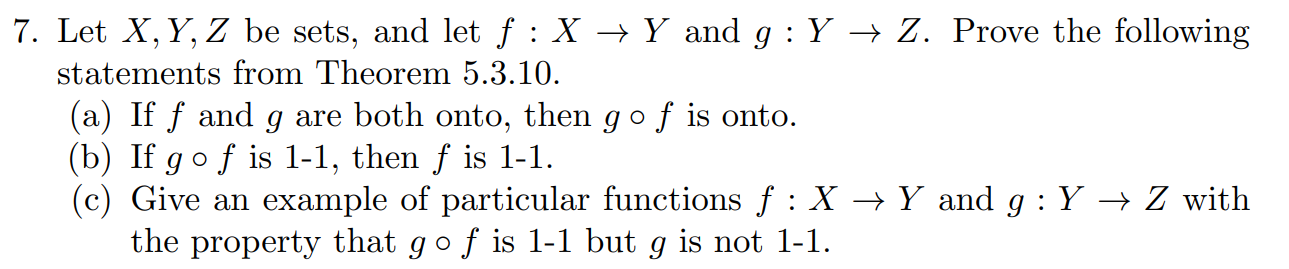 7. Let X, Y, Z be sets, and let f : X → Y and g : Y → Z. Prove the following
statements from Theorem 5.3.10.
(a) If f and g are both onto, then g ∘ f is onto.
(b) If g ∘ f is 1-1, then f is 1-1.
(c) Give an example of particular functions f : X → Y and g : Y → Z with
the property that g ∘ f is 1-1 but g is not 1-1.